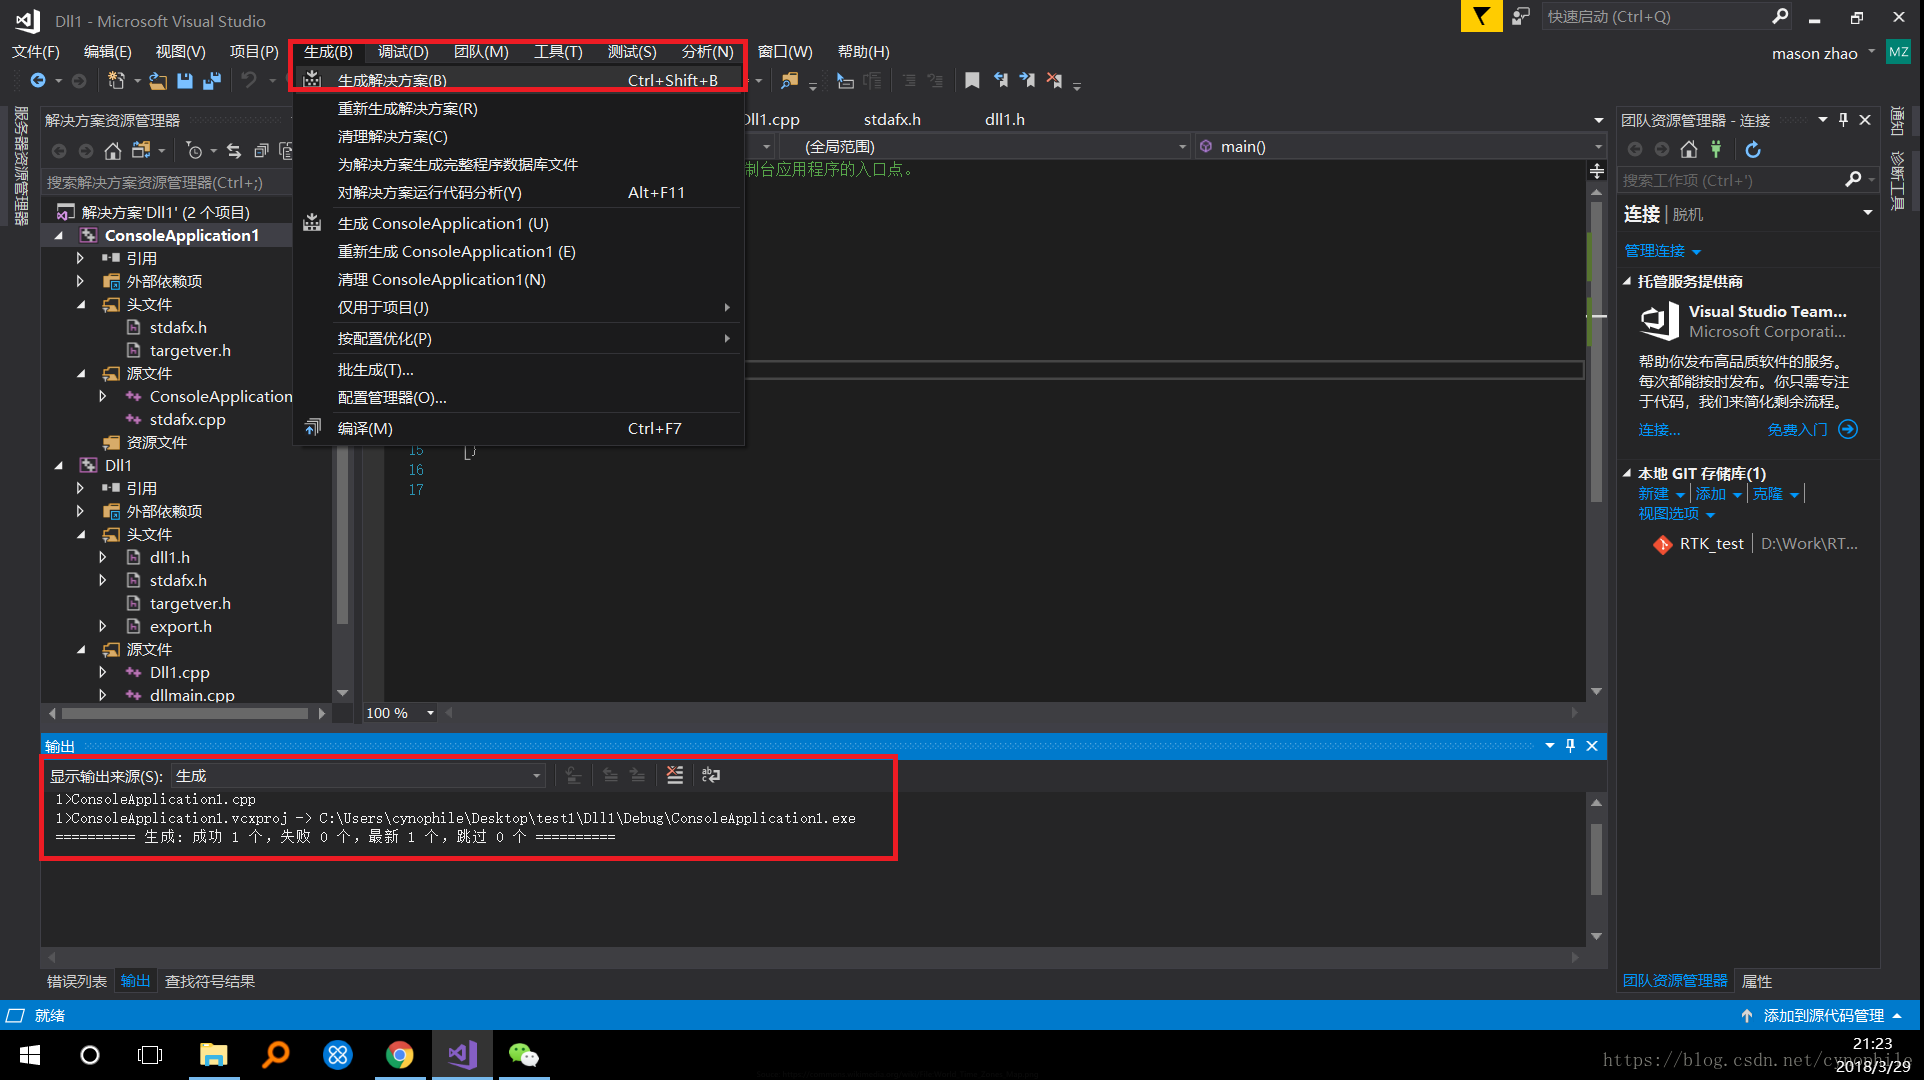 Dll1 - Microsoft Visual Studio
快速启动 (Ctrl+Q)
文件(F) 编辑(E) 视图(V) 项目(P) 生成(B) 调试(D) 团队(M) 工具(T) 测试(S) 分析(N) 窗口(W) 帮助(H)
mason zhao
MZ
生成解决方案(B) Ctrl+Shift+B
重新生成解决方案(R)
清理解决方案(C)
为解决方案生成完整程序数据库文件
对解决方案运行代码分析(Y) Alt+F11
生成 ConsoleApplication1 (U)
重新生成 ConsoleApplication1 (E)
清理 ConsoleApplication1(N)
仅用于项目(J)
按配置优化(P)
批生成(T)...
配置管理器(O)...
编译(M) Ctrl+F7
服务器资源管理器
解决方案资源管理器
搜索解决方案资源管理器(Ctrl+;)
解决方案'Dll1' (2 个项目)
ConsoleApplication1
引用
外部依赖项
头文件
stdafx.h
targetver.h
源文件
ConsoleApplication
stdafx.cpp
资源文件
Dll1
引用
外部依赖项
头文件
dll1.h
stdafx.h
targetver.h
export.h
源文件
Dll1.cpp
dllmain.cpp
Dll1.cpp stdafx.h dll1.h
(全局范围) main()
制台应用程序的入口点。
15 }
16
17
100 %
团队资源管理器 - 连接
搜索工作项 (Ctrl+')
连接 | 脱机
管理连接
托管服务提供商
Visual Studio Team...
Microsoft Corporati...
帮助你发布高品质软件的服务。
每次都能按时发布。你只需专注
于代码，我们来简化剩余流程。
连接... 免费入门
本地 GIT 存储库(1)
新建 添加 克隆
视图选项
RTK_test | D:\Work\RT...
通知
诊断工具
输出
显示输出来源(S): 生成
1>ConsoleApplication1.cpp
1>ConsoleApplication1.vcxproj -> C:\Users\cynophile\Desktop\test1\Dll1\Debug\ConsoleApplication1.exe
========== 生成: 成功 1 个，失败 0 个，最新 1 个，跳过 0 个 ==========
错误列表 输出 查找符号结果
团队资源管理器 属性
就绪
添加到源代码管理
21:23
https://blog.csdn.net/cynophile
2018/3/29